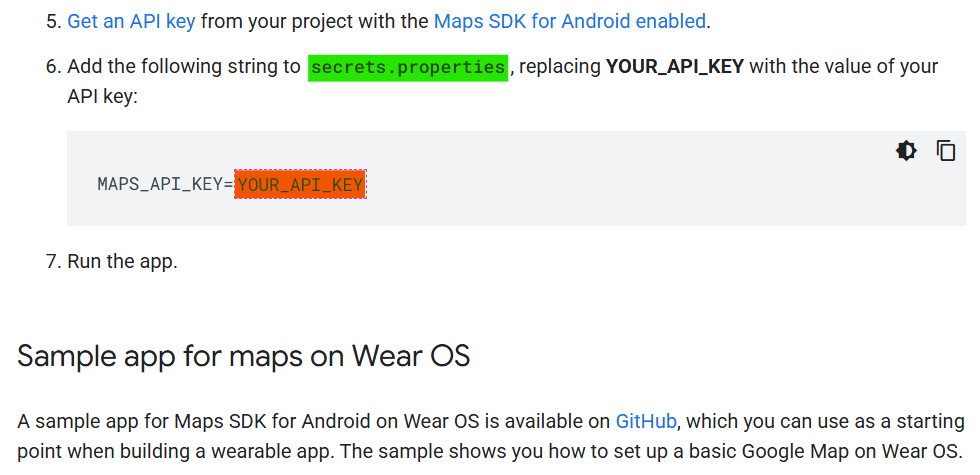 5. Get an API key from your project with the Maps SDK for Android enabled.
6. Add the following string to secrets.properties, replacing YOUR_API_KEY with the value of your
API key:
MAPS_API_KEY=YOUR_API_KEY
7. Run the app.
Sample app for maps on Wear OS
A sample app for Maps SDK for Android on Wear OS is available on GitHub, which you can use as a starting
point when building a wearable app. The sample shows you how to set up a basic Google Map on Wear OS.